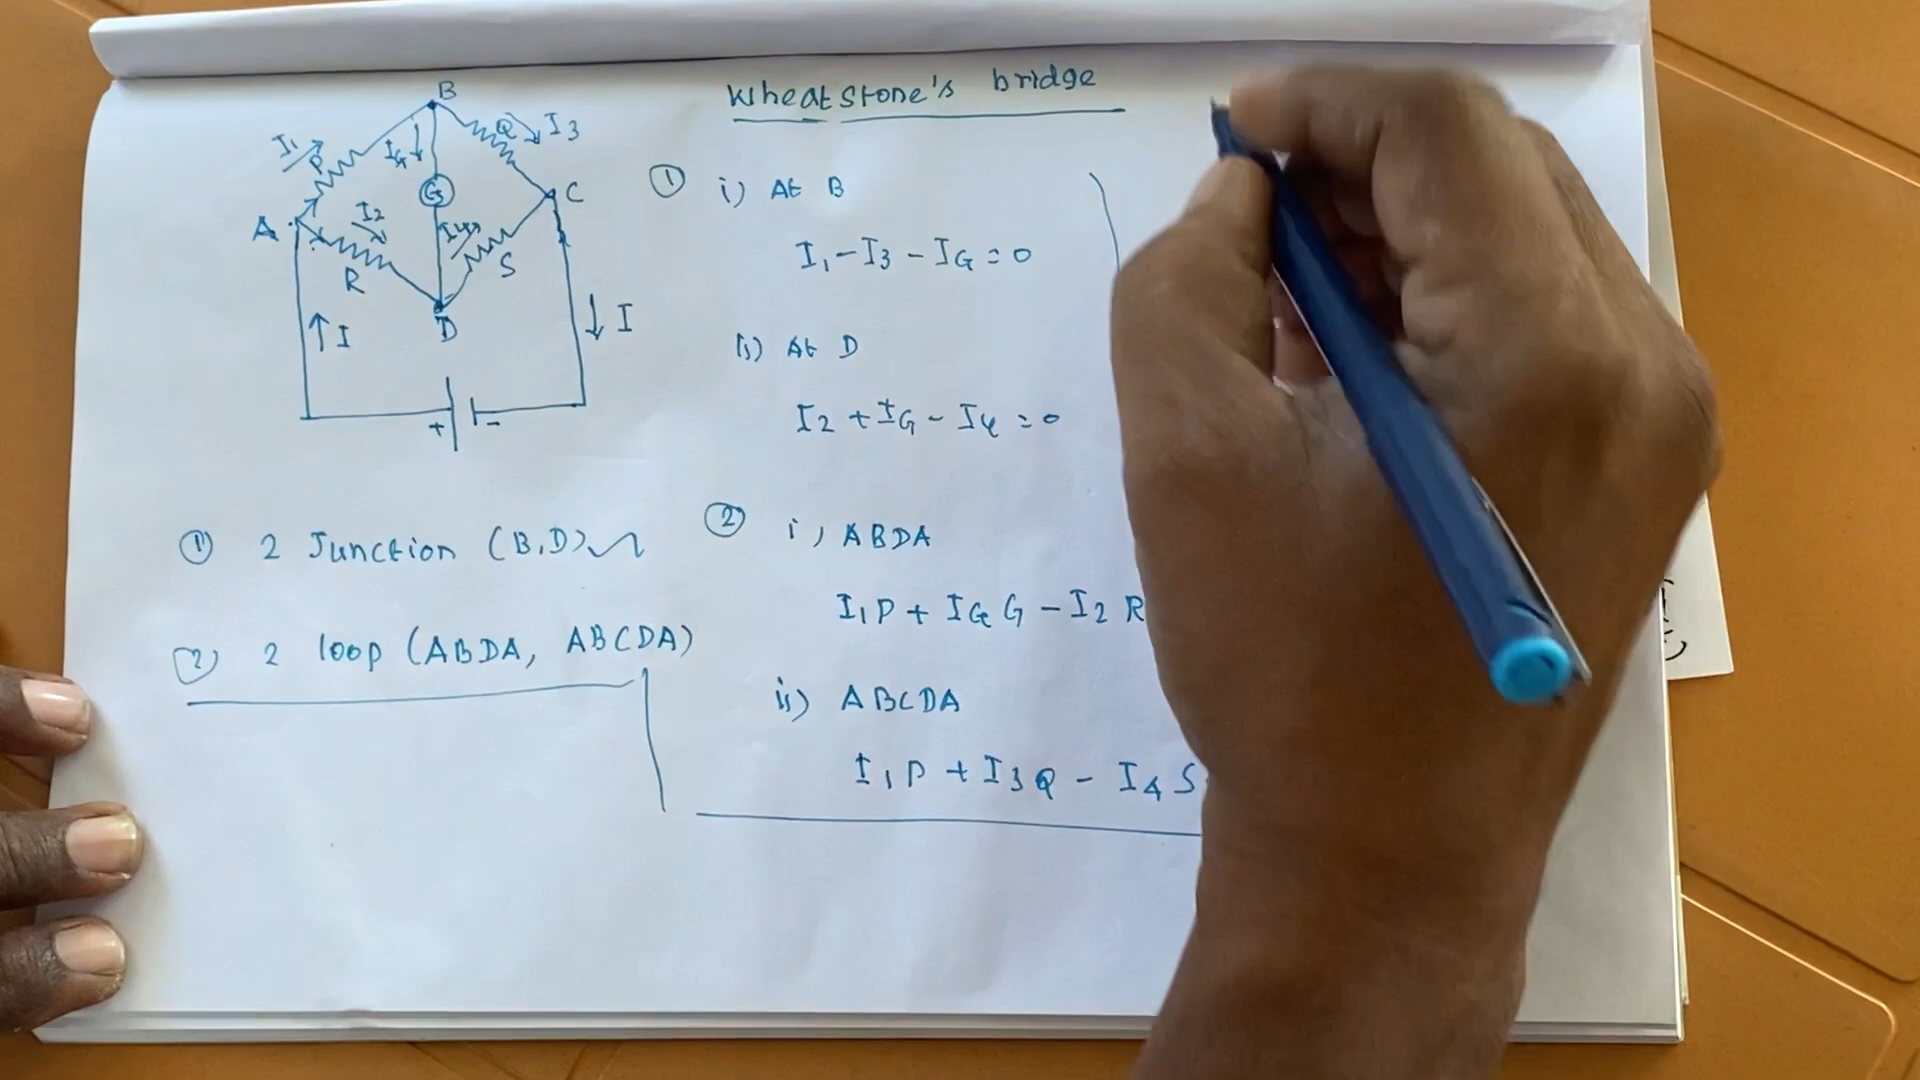 Wheatstone's bridge
B
I1
P
IG
Q
I3
G
A
C
I2
I4
R
S
D
I
I
+
-
① i) At B
I1 - I3 - IG = 0
ii) At D
I2 + IG - I4 = 0
① 2 Junction (B,D)
② 2 loop (ABDA, ABCDA)
② i) ABDA
I1P + IGG - I2R
ii) ABCDA
I1P + I3Q - I4S